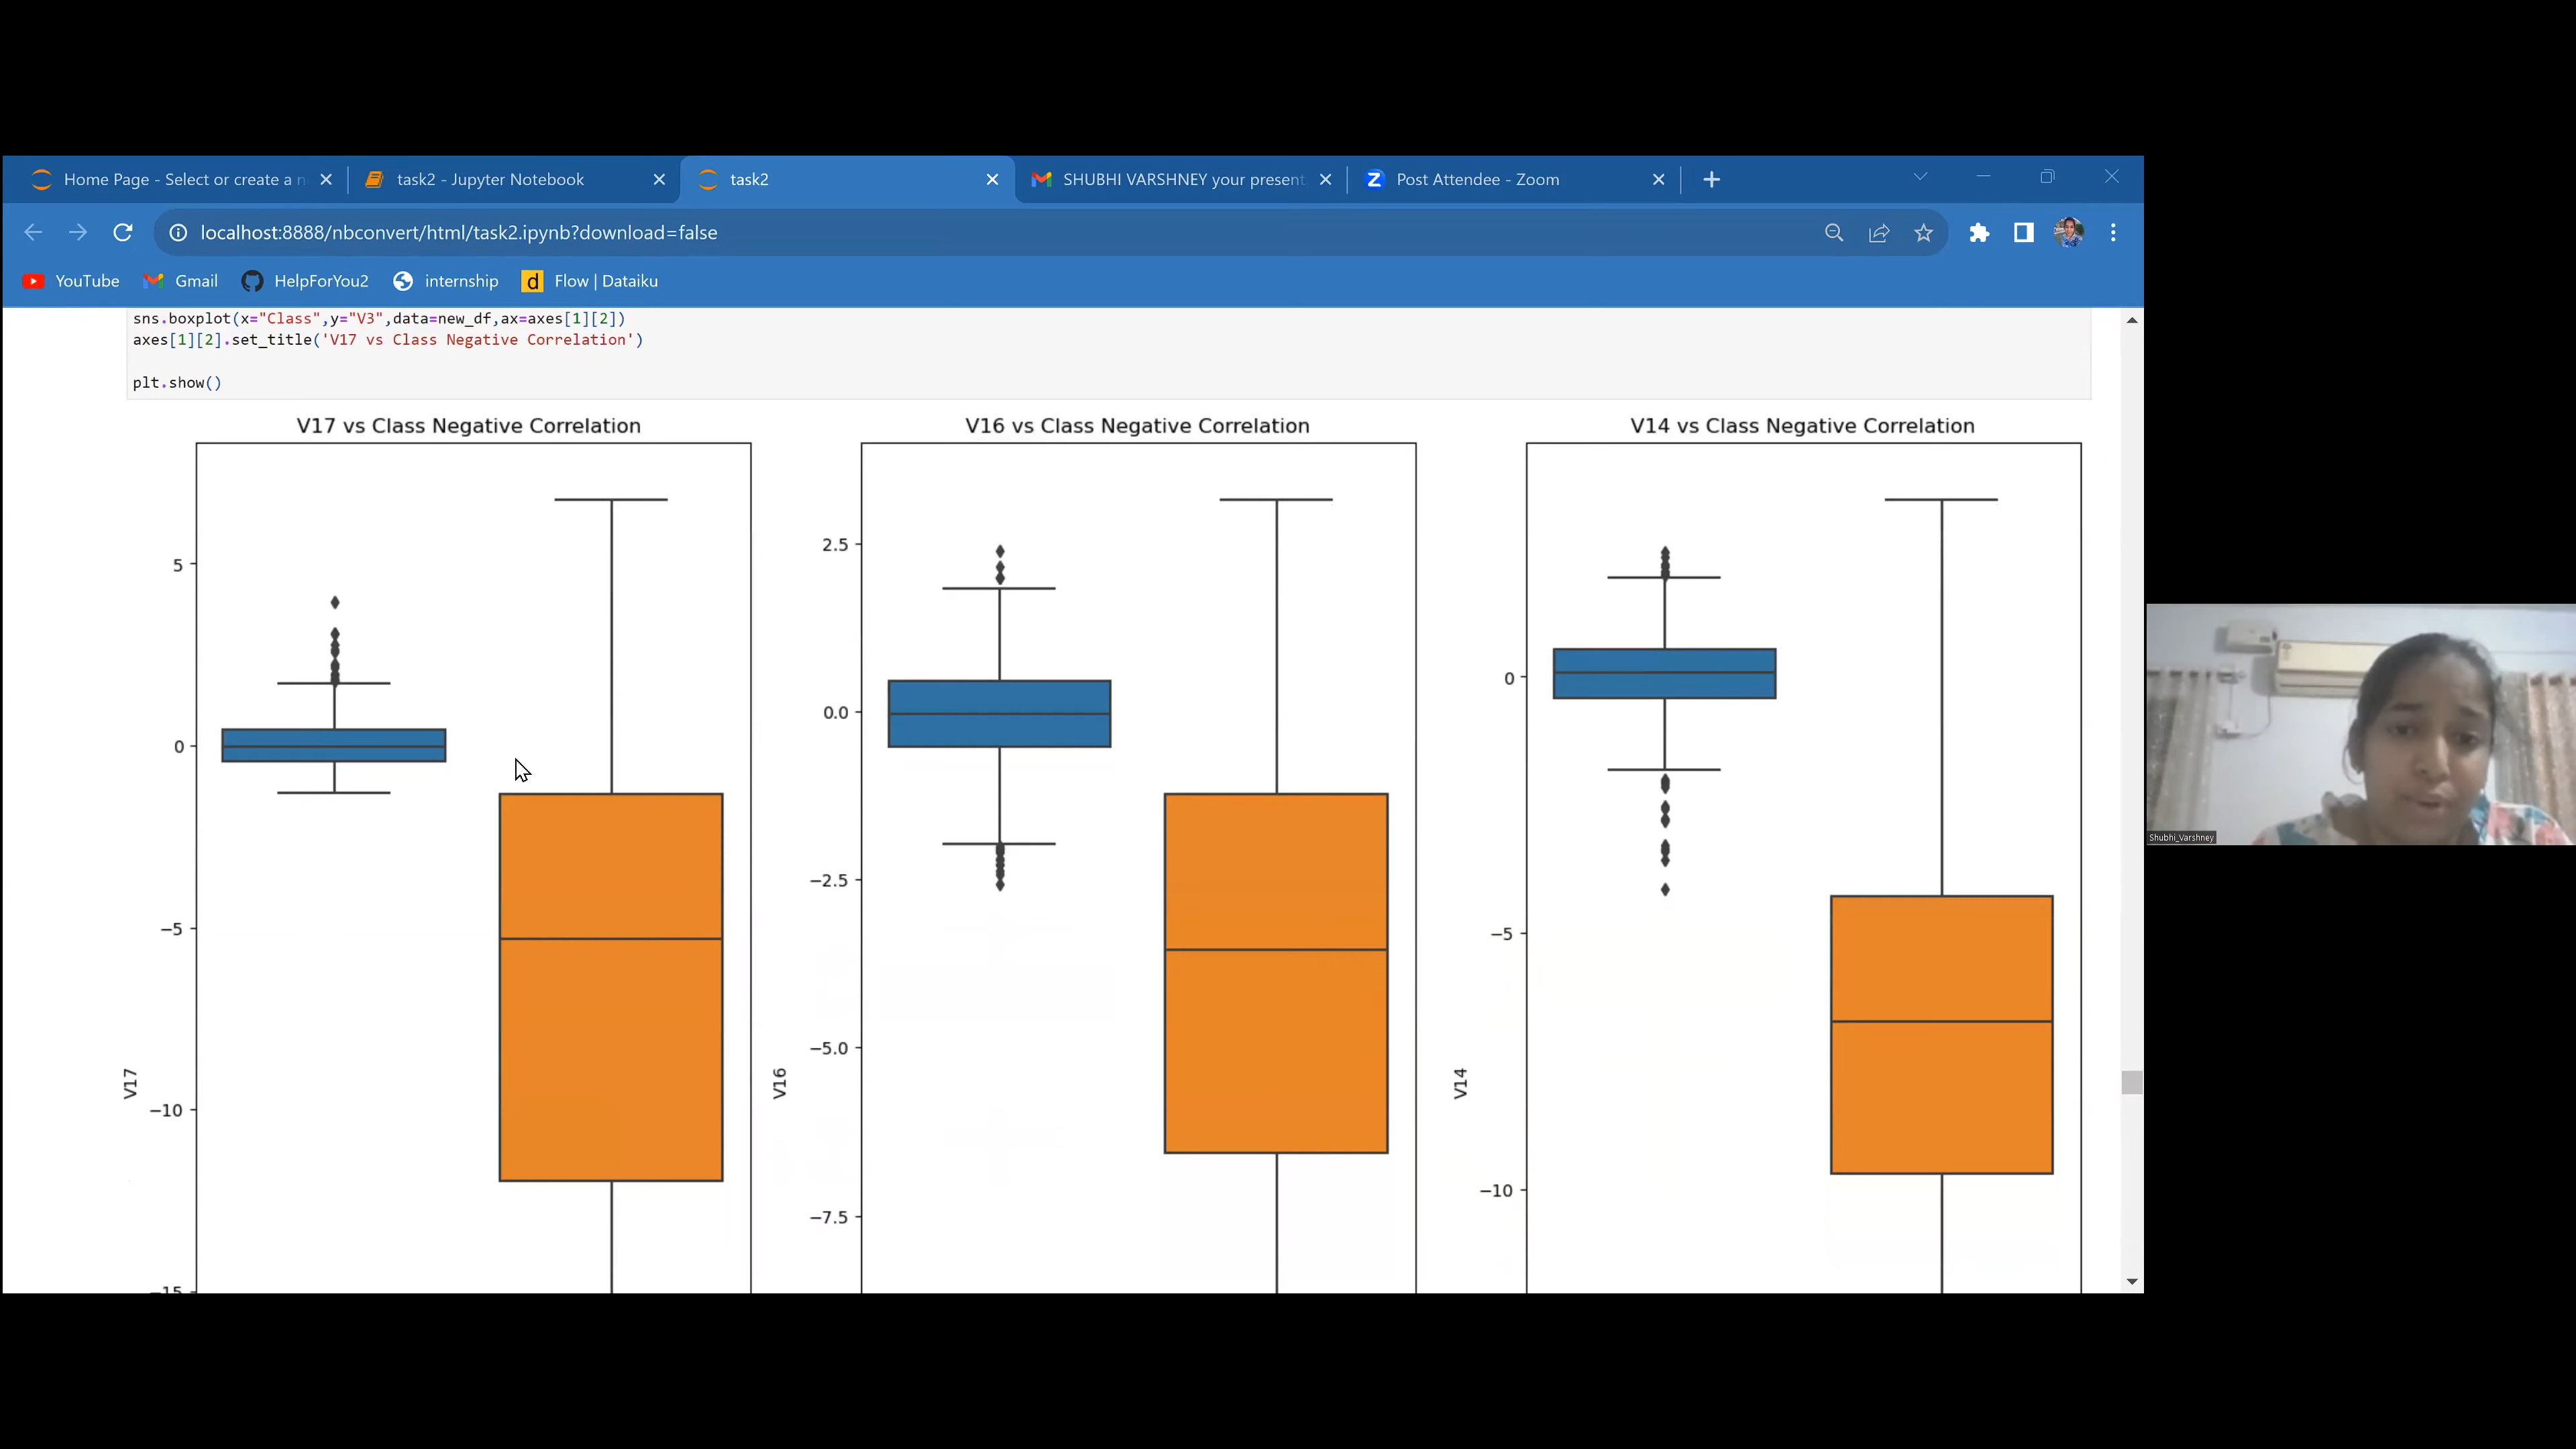 Home Page - Select or create a n
task2 - Jupyter Notebook
task2
SHUBHI VARSHNEY your present
Post Attendee - Zoom
localhost:8888/nbconvert/html/task2.ipynb?download=false
YouTube
Gmail
HelpForYou2
internship
Flow | Dataiku
sns.boxplot(x="Class",y="V3",data=new_df,ax=axes[1][2])
axes[1][2].set_title('V17 vs Class Negative Correlation')
plt.show()
V17 vs Class Negative Correlation
5
0
−5
−10
−15
V17
V16 vs Class Negative Correlation
2.5
0.0
−2.5
−5.0
−7.5
V16
V14 vs Class Negative Correlation
0
−5
−10
V14
Shubhi_Varshney